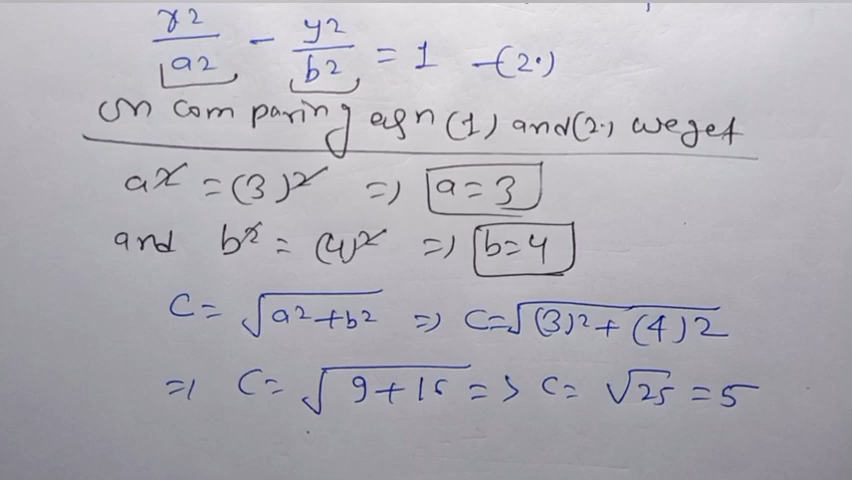 x²/a² - y²/b² = 1 -(2.)
on comparing eqn (1) and (2.) we get
a² = (3)² => a = 3
and b² = (4)² => b = 4
C = √a²+b² => C = √(3)²+(4)²
=> C = √9+16 => C = √25 = 5